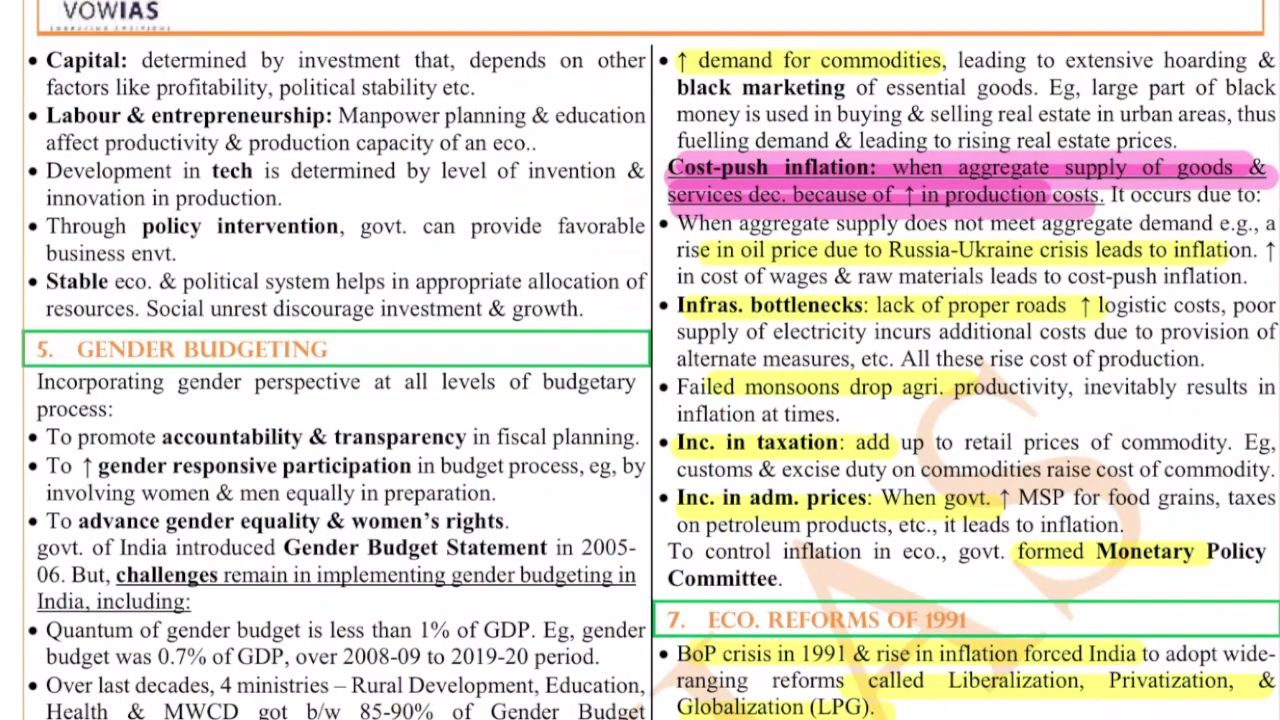 VOWIAS
• Capital: determined by investment that, depends on other
factors like profitability, political stability etc.
• Labour & entrepreneurship: Manpower planning & education
affect productivity & production capacity of an eco..
• Development in tech is determined by level of invention &
innovation in production.
• Through policy intervention, govt. can provide favorable
business envt.
• Stable eco. & political system helps in appropriate allocation of
resources. Social unrest discourage investment & growth.
5. GENDER BUDGETING
Incorporating gender perspective at all levels of budgetary
process:
• To promote accountability & transparency in fiscal planning.
• To ↑ gender responsive participation in budget process, eg, by
involving women & men equally in preparation.
• To advance gender equality & women's rights.
govt. of India introduced Gender Budget Statement in 2005-
06. But, challenges remain in implementing gender budgeting in
India, including:
• Quantum of gender budget is less than 1% of GDP. Eg, gender
budget was 0.7% of GDP, over 2008-09 to 2019-20 period.
• Over last decades, 4 ministries – Rural Development, Education,
Health & MWCD got b/w 85-90% of Gender Budget
• ↑ demand for commodities, leading to extensive hoarding &
black marketing of essential goods. Eg, large part of black
money is used in buying & selling real estate in urban areas, thus
fuelling demand & leading to rising real estate prices.
Cost-push inflation: when aggregate supply of goods &
services dec. because of ↑ in production costs. It occurs due to:
• When aggregate supply does not meet aggregate demand e.g., a
rise in oil price due to Russia-Ukraine crisis leads to inflation. ↑
in cost of wages & raw materials leads to cost-push inflation.
• Infras. bottlenecks: lack of proper roads ↑ logistic costs, poor
supply of electricity incurs additional costs due to provision of
alternate measures, etc. All these rise cost of production.
• Failed monsoons drop agri. productivity, inevitably results in
inflation at times.
• Inc. in taxation: add up to retail prices of commodity. Eg,
customs & excise duty on commodities raise cost of commodity.
• Inc. in adm. prices: When govt. ↑ MSP for food grains, taxes
on petroleum products, etc., it leads to inflation.
To control inflation in eco., govt. formed Monetary Policy
Committee.
7. ECO. REFORMS OF 1991
• BoP crisis in 1991 & rise in inflation forced India to adopt wide-
ranging reforms called Liberalization, Privatization, &
Globalization (LPG).